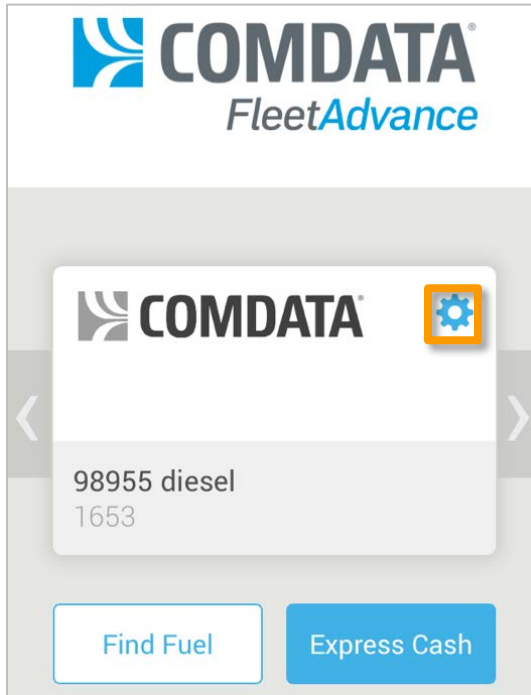 COMDATA®
FleetAdvance
COMDATA®
98955 diesel
1653
Find Fuel
Express Cash